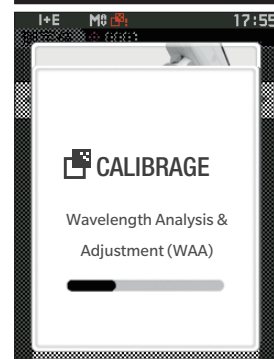 I+E
17:55
CALIBRAGE
Wavelength Analysis &
Adjustment (WAA)